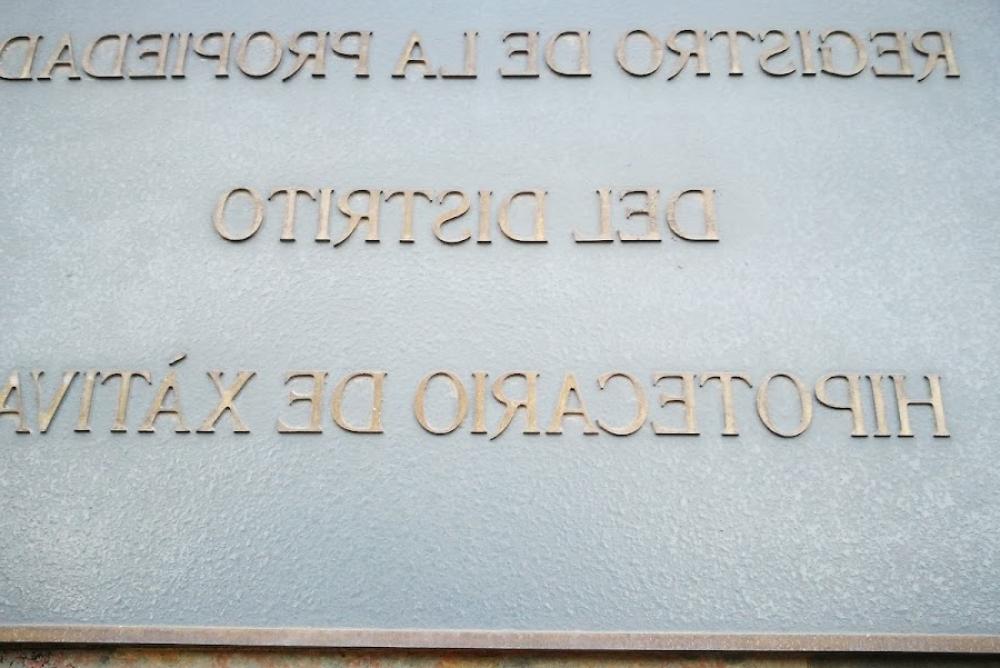 REGISTRO DE LA PROPIEDAD
DEL DISTRITO
HIPOTECARIO DE XÁTIVA